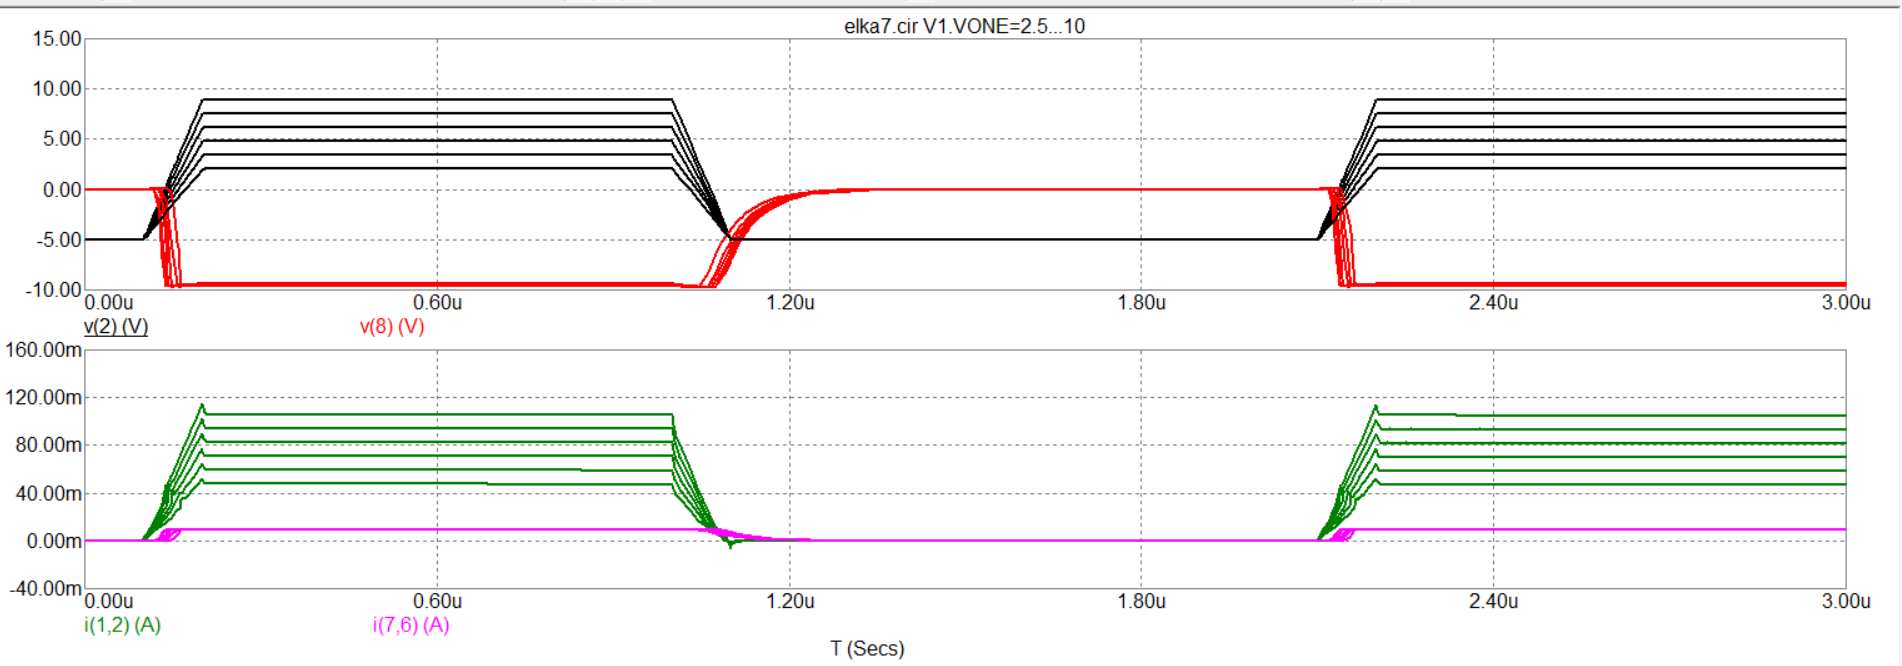 elka7.cir V1.VONE=2.5...10
15.00
10.00
5.00
0.00
-5.00
-10.00
0.00u 0.60u 1.20u 1.80u 2.40u 3.00u
v(2) (V) v(8) (V)
160.00m
120.00m
80.00m
40.00m
0.00m
-40.00m
0.00u 0.60u 1.20u 1.80u 2.40u 3.00u
i(1,2) (A) i(7,6) (A)
T (Secs)